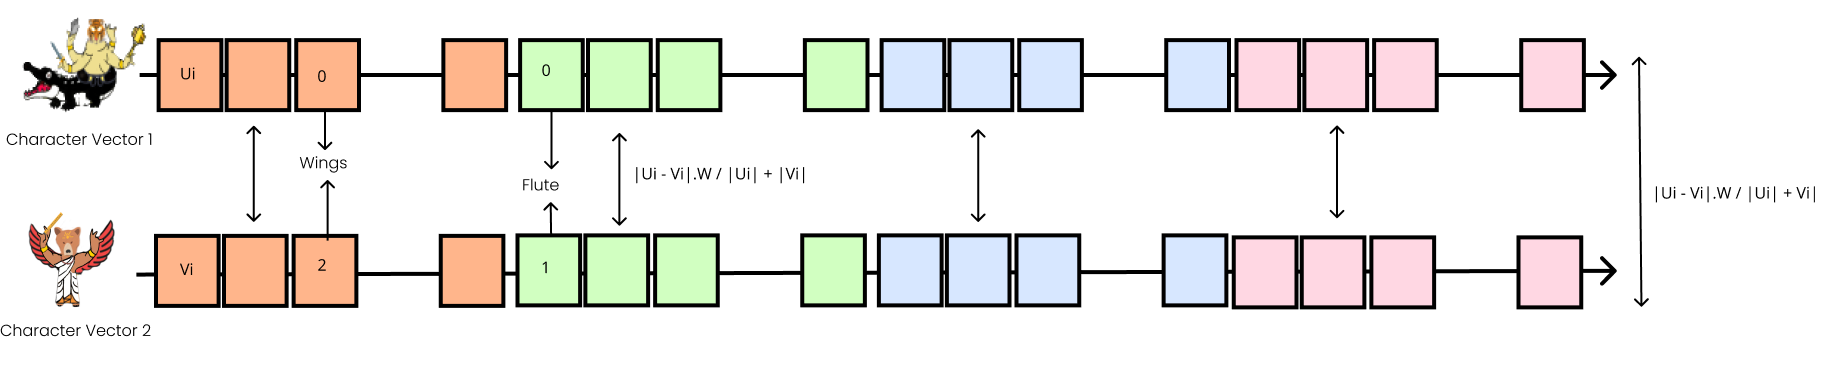 Ui
0
0
Character Vector 1
Wings
Flute
|Ui - Vi|.W / |Ui| + |Vi|
|Ui - Vi|.W / |Ui| + Vi|
Vi
2
1
Character Vector 2